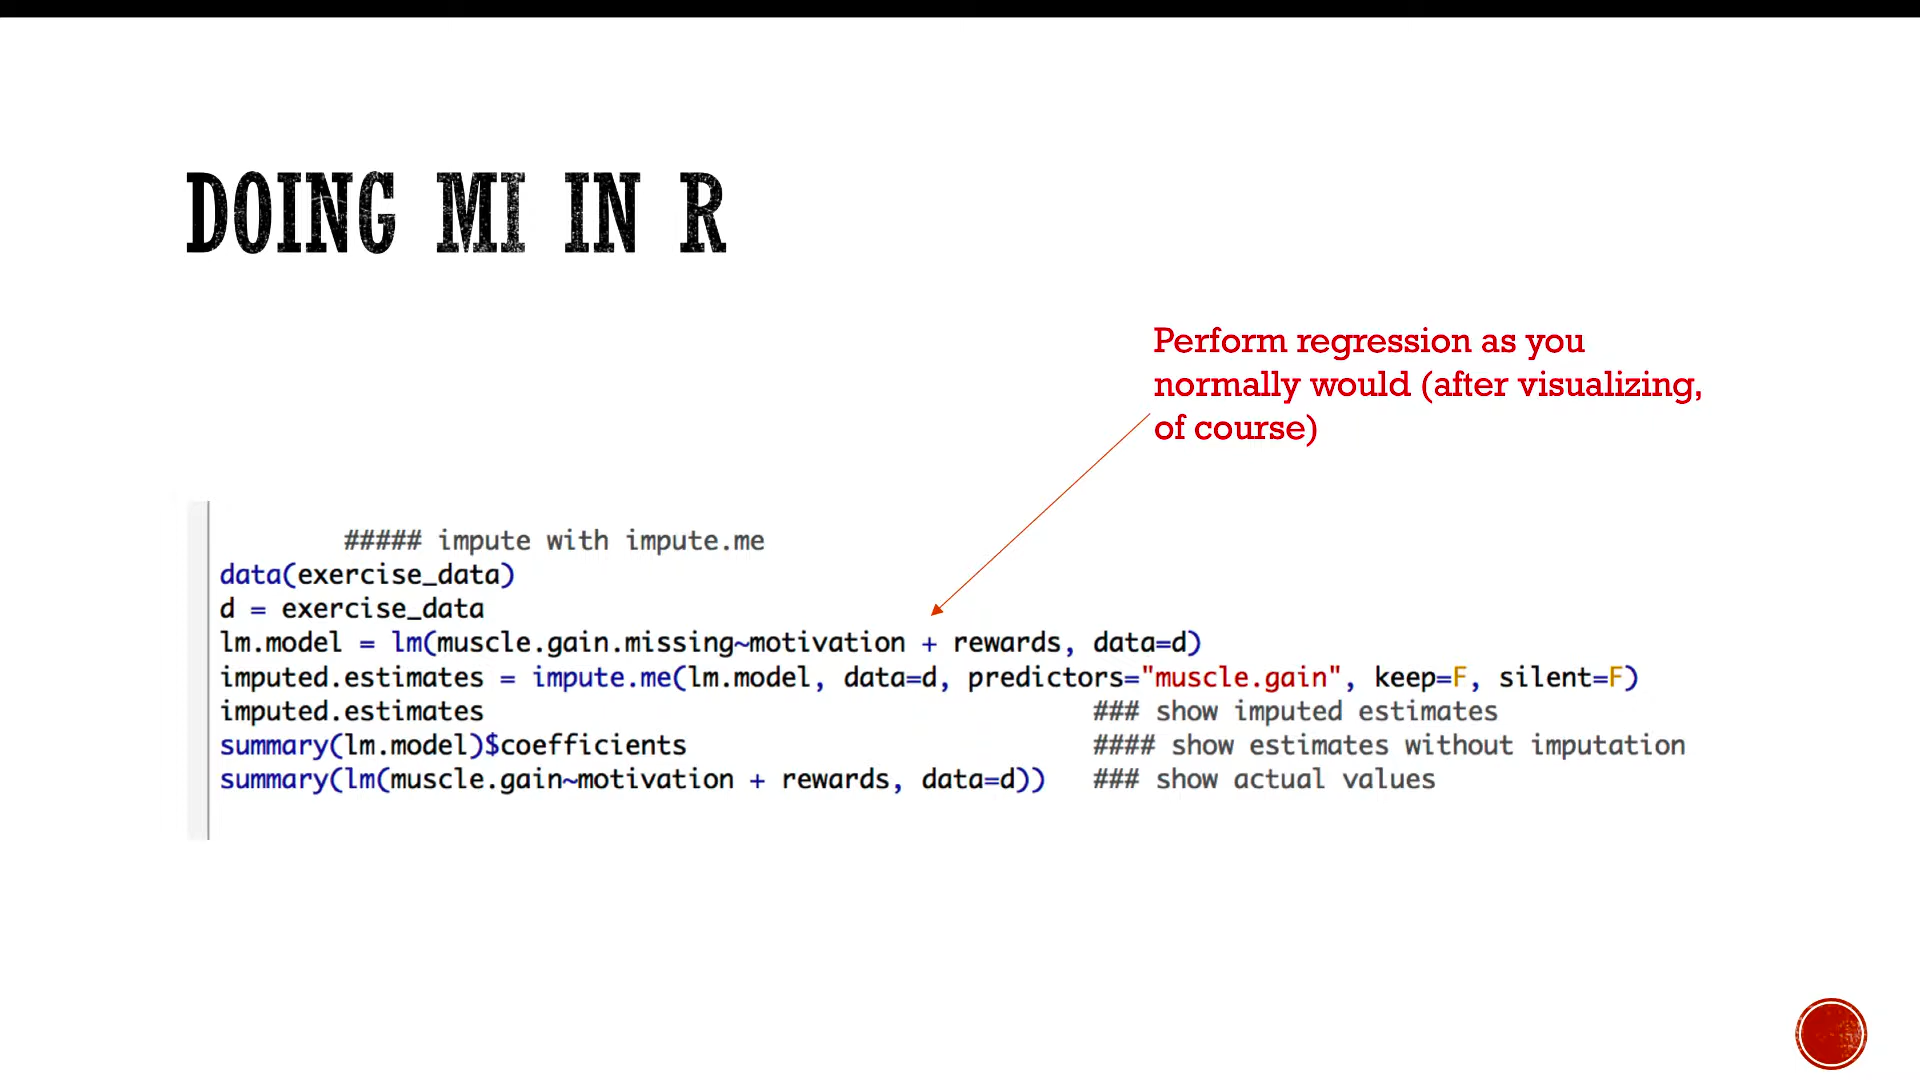 DOING MI IN R
Perform regression as you
normally would (after visualizing,
of course)
##### impute with impute.me
data(exercise_data)
d = exercise_data
lm.model = lm(muscle.gain.missing~motivation + rewards, data=d)
imputed.estimates = impute.me(lm.model, data=d, predictors="muscle.gain", keep=F, silent=F)
imputed.estimates ### show imputed estimates
summary(lm.model)$coefficients #### show estimates without imputation
summary(lm(muscle.gain~motivation + rewards, data=d)) ### show actual values